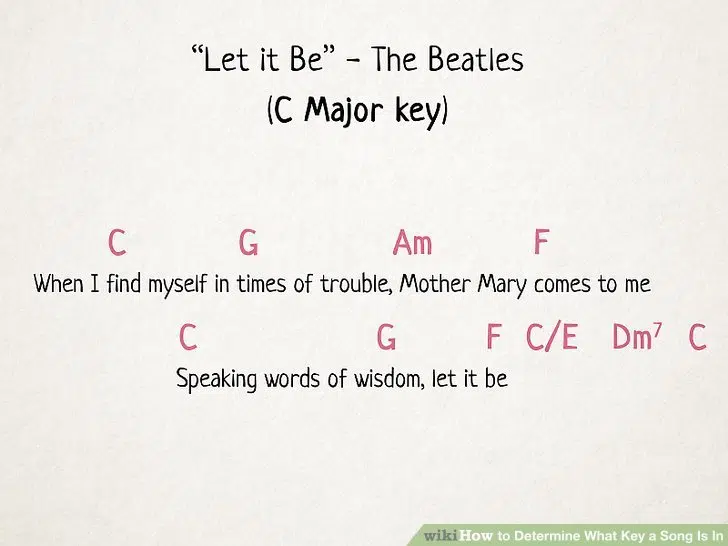 “Let it Be” – The Beatles
(C Major key)
C G Am F
When I find myself in times of trouble, Mother Mary comes to me
C G F C/E Dm⁷ C
Speaking words of wisdom, let it be
wikiHow to Determine What Key a Song Is In